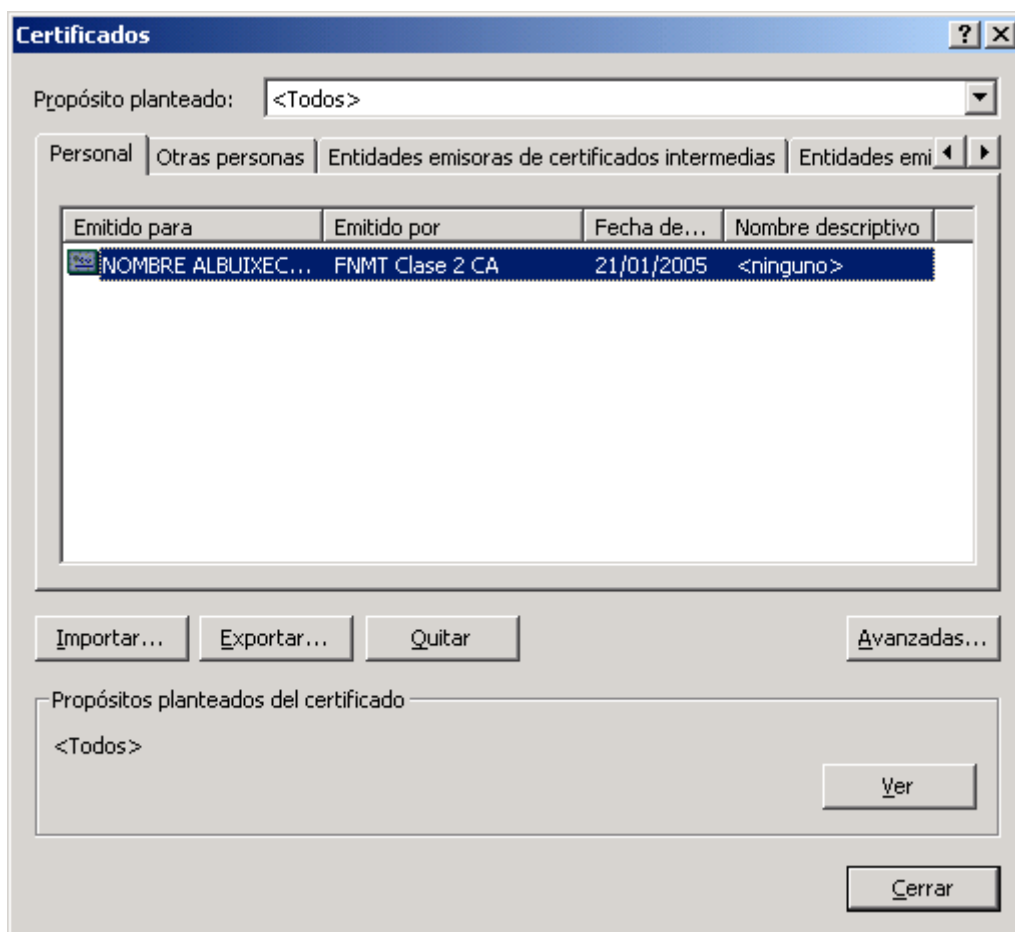 Certificados
Propósito planteado: <Todos>
Personal Otras personas Entidades emisoras de certificados intermedias Entidades emi
Emitido para Emitido por Fecha de... Nombre descriptivo
NOMBRE ALBUIXEC... FNMT Clase 2 CA 21/01/2005 <ninguno>
Importar... Exportar... Quitar Avanzadas...
Propósitos planteados del certificado
<Todos>
Ver
Cerrar